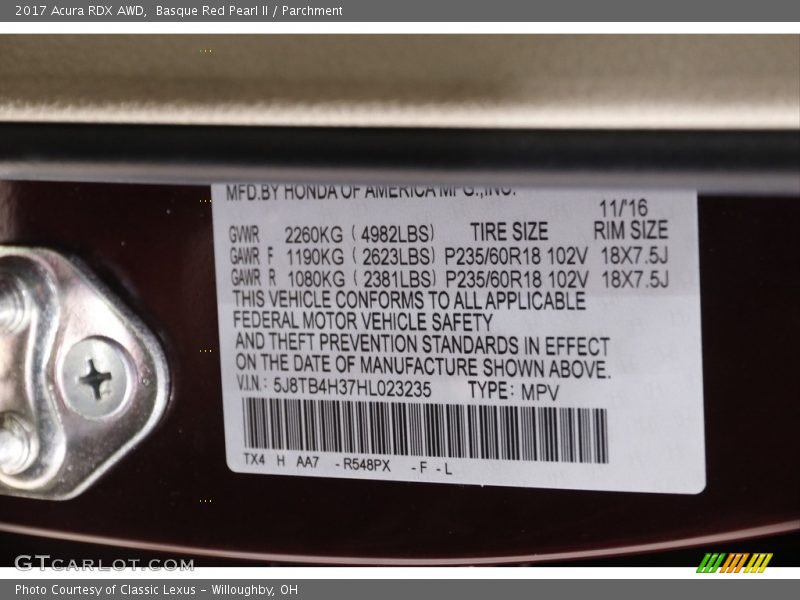 2017 Acura RDX AWD, Basque Red Pearl II / Parchment
MFD.BY HONDA OF AMERICA MFG.,INC.
11/'16
GVWR 2260KG ( 4982LBS) TIRE SIZE RIM SIZE
GAWR F 1190KG ( 2623LBS) P235/60R18 102V 18X7.5J
GAWR R 1080KG ( 2381LBS) P235/60R18 102V 18X7.5J
THIS VEHICLE CONFORMS TO ALL APPLICABLE
FEDERAL MOTOR VEHICLE SAFETY
AND THEFT PREVENTION STANDARDS IN EFFECT
ON THE DATE OF MANUFACTURE SHOWN ABOVE.
V.I.N.: 5J8TB4H37HL023235 TYPE: MPV
TX4 H AA7 -R548PX -F -L
GTCARLOT.COM
Photo Courtesy of Classic Lexus - Willoughby, OH